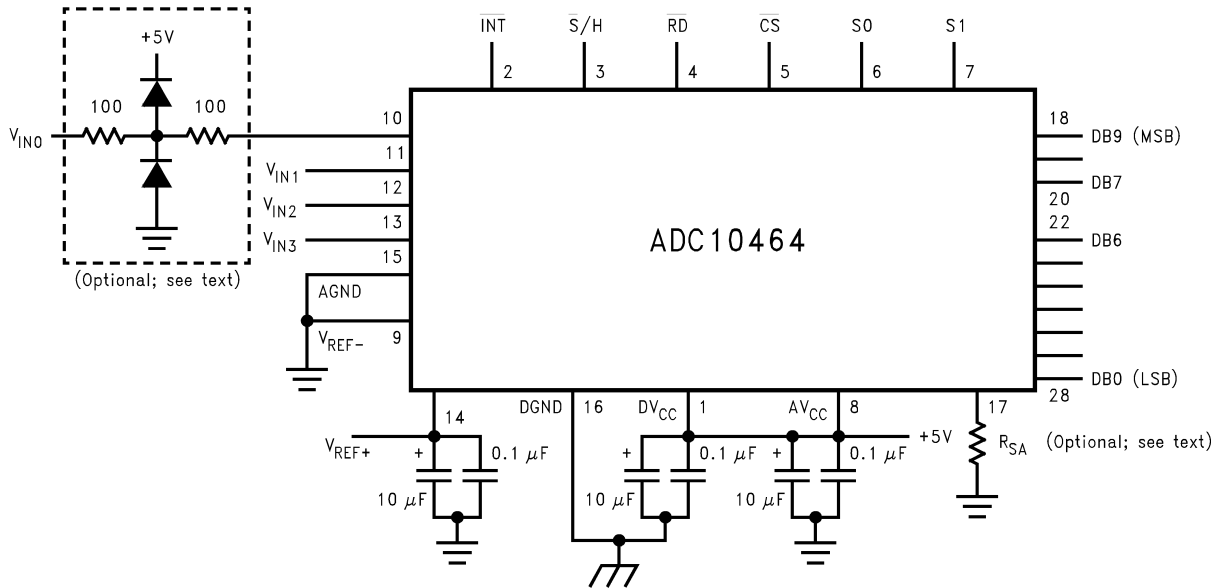 INT S/H RD CS S0 S1
+5V
2 3 4 5 6 7
100 100
10 18
V_IN0 DB9 (MSB)
11
V_IN1
12 DB7
V_IN2 20
13 22
V_IN3 ADC10464 DB6
15
(Optional; see text)
AGND
V_REF- 9
DB0 (LSB)
28
14 DGND 16 DV_CC 1 AV_CC 8 17
V_REF+ +5V R_SA (Optional; see text)
+ 0.1 μF + 0.1 μF + 0.1 μF
10 μF 10 μF 10 μF